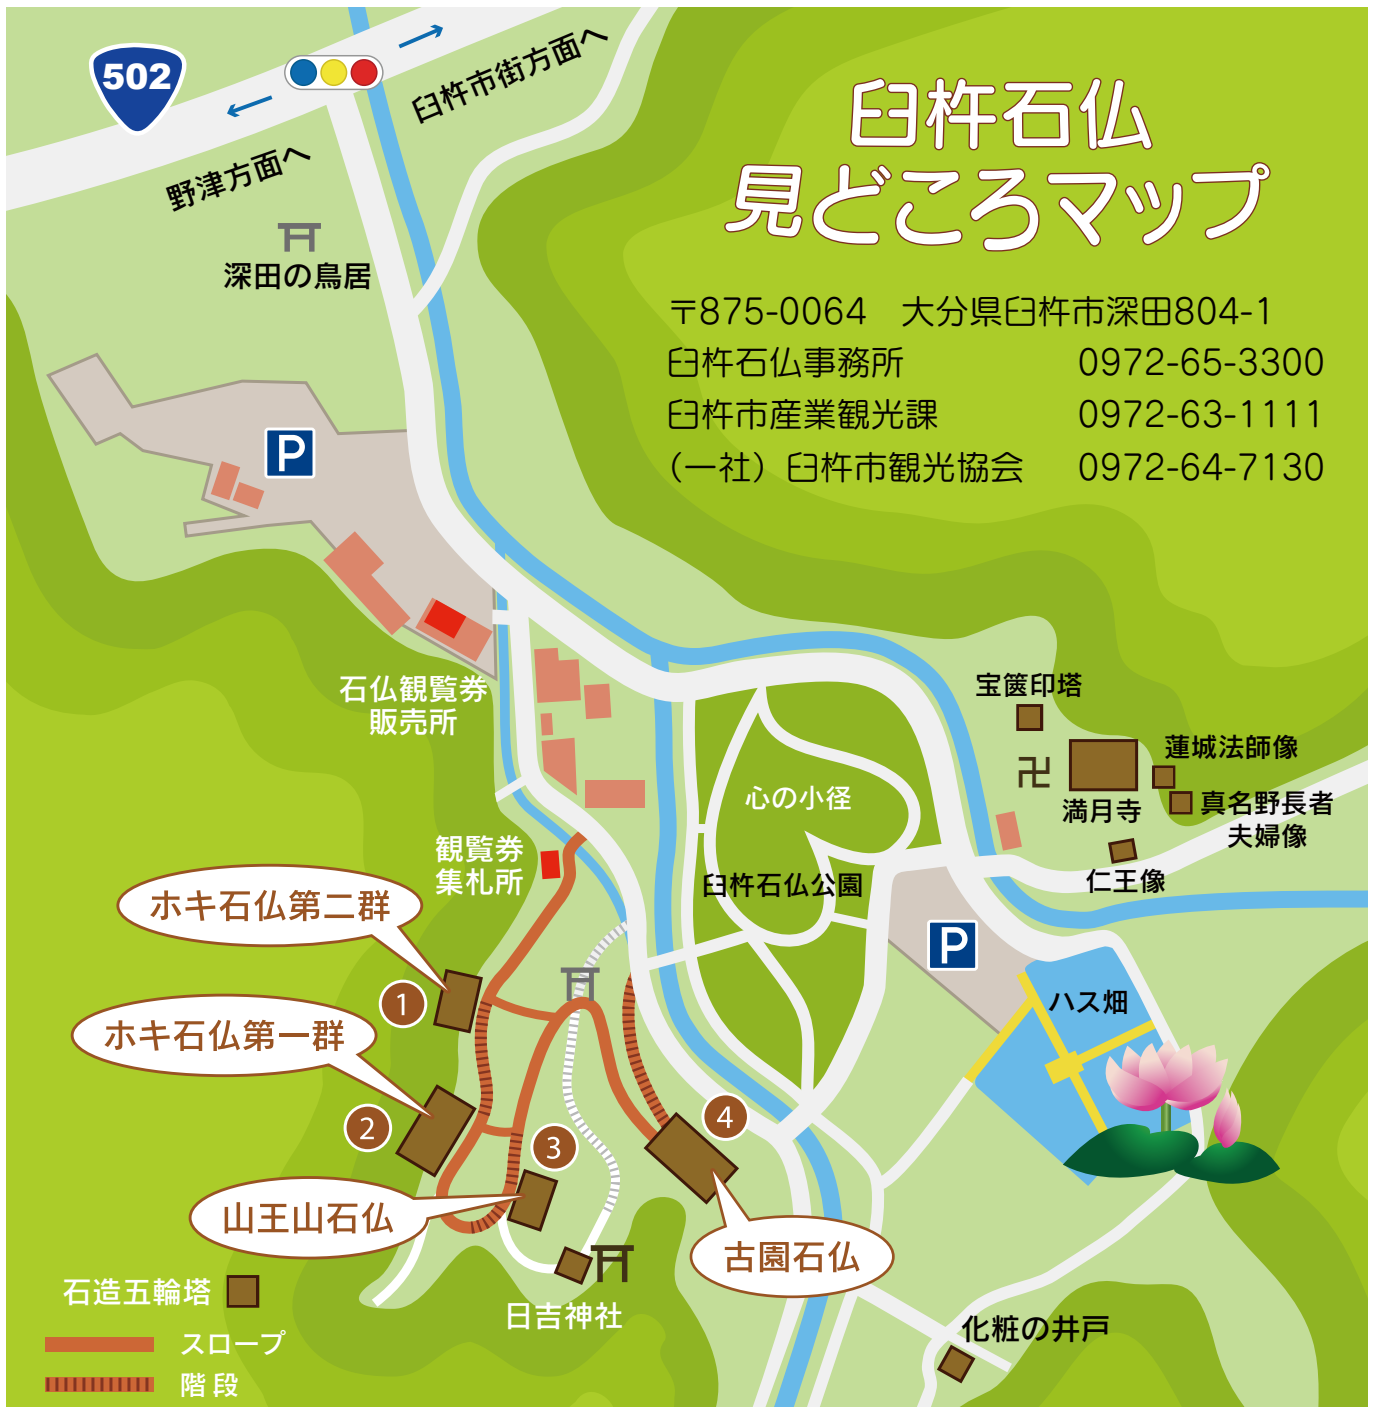 502
臼杵市街方面へ
野津方面へ
臼杵石仏
見どころマップ
深田の鳥居
〒875-0064 大分県臼杵市深田804-1
臼杵石仏事務所 0972-65-3300
臼杵市産業観光課 0972-63-1111
(一社)臼杵市観光協会 0972-64-7130
P
石仏観覧券
販売所
宝篋印塔
蓮城法師像
満月寺
真名野長者
夫婦像
仁王像
心の小径
臼杵石仏公園
観覧券
集札所
ホキ石仏第二群
1
P
ハス畑
ホキ石仏第一群
2
3
4
山王山石仏
古園石仏
石造五輪塔
日吉神社
化粧の井戸
スロープ
階段